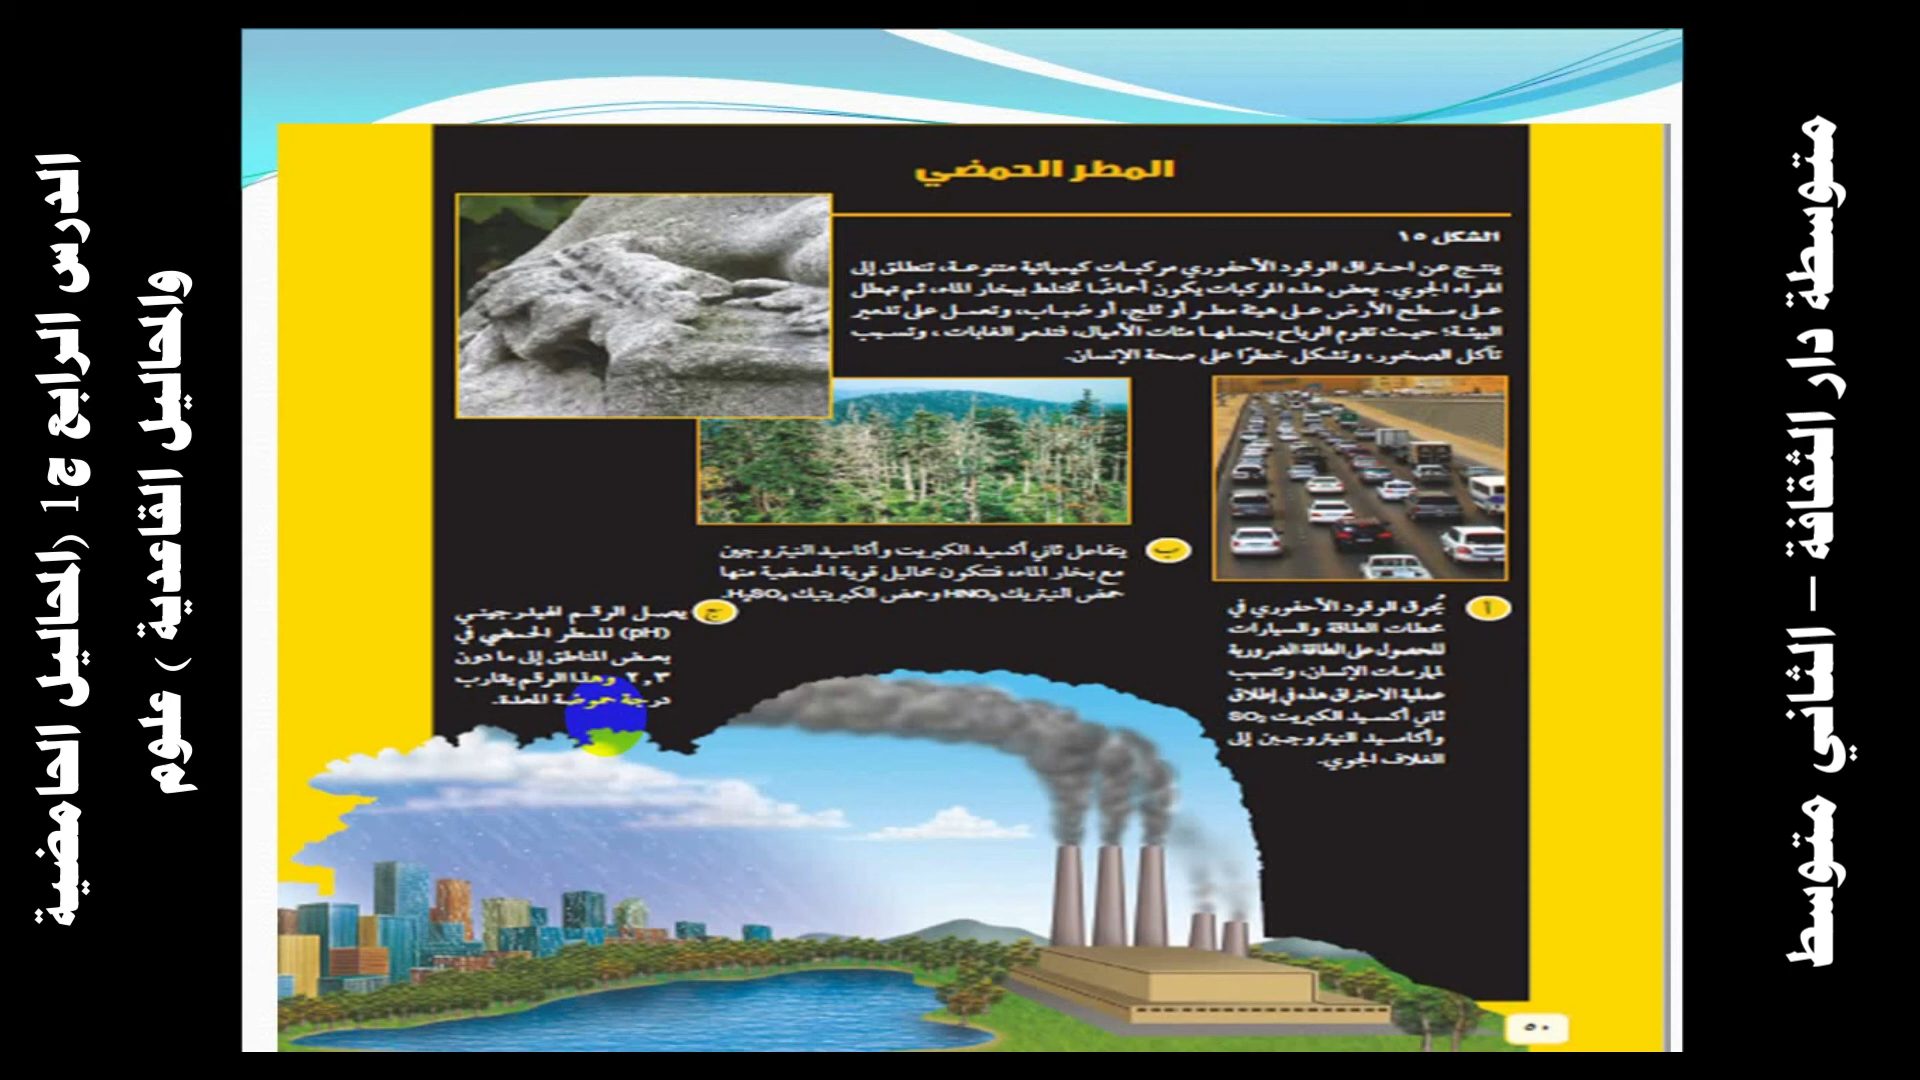 متوسطة دار الثقافة – الثاني متوسط
المطر الحمضي
الشكل ١٥
ينتج عن احتراق الوقود الأحفوري مركبات كيميائية متنوعة، تنطلق إلى
الهواء الجوي. بعض هذه المركبات يكون أحماضًا تختلط ببخار الماء، ثم تهطل
على سطح الأرض على هيئة مطر أو ثلج، أو ضباب، وتعمل على تدمير
البيئة؛ حيث تقوم الرياح بحملها مئات الأميال، فتدمر الغابات، وتسبب
تآكل الصخور، وتشكل خطرًا على صحة الإنسان.
أ
يُحرق الوقود الأحفوري في
محطات الطاقة والسيارات
للحصول على الطاقة الضرورية
لممارسات الإنسان، وتتسبب
عملية الاحتراق هذه في إطلاق
ثاني أكسيد الكبريت SO₂
وأكاسيد النيتروجين إلى
الغلاف الجوي.
ب
يتفاعل ثاني أكسيد الكبريت وأكاسيد النيتروجين
مع بخار الماء، فتتكون محاليل قوية الحمضية منها
حمض النيتريك HNO₃ وحمض الكبريتيك H₂SO₄.
ج
يصل الرقم الهيدرجيني
(pH) للمطر الحمضي في
بعض المناطق إلى ما دون
٢,٣ وهذا الرقم يقارب
درجة حموضة المعدة.
٥٠
الدرس الرابع ج1 (المحاليل الحامضية
والمحاليل القاعدية ) علوم